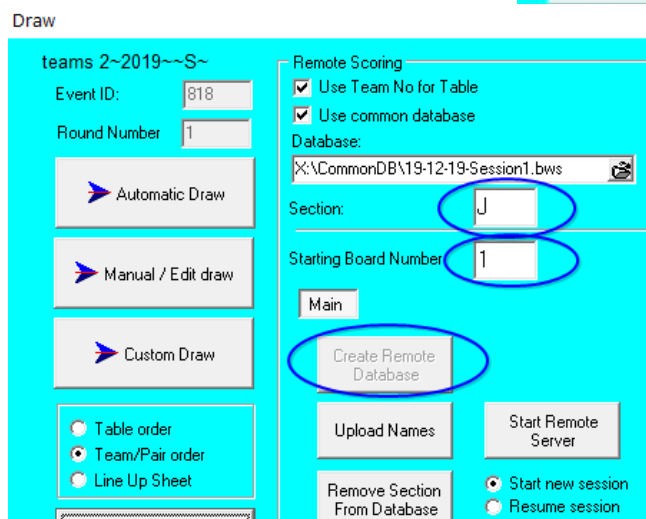 Draw
teams 2~2019~~S~
Event ID:
818
Round Number
1
Automatic Draw
Manual / Edit draw
Custom Draw
Table order
Team/Pair order
Line Up Sheet
Remote Scoring
Use Team No for Table
Use common database
Database:
X:\CommonDB\19-12-19-Session1.bws
Section:
J
Starting Board Number
1
Main
Create Remote
Database
Upload Names
Start Remote
Server
Remove Section
From Database
Start new session
Resume session